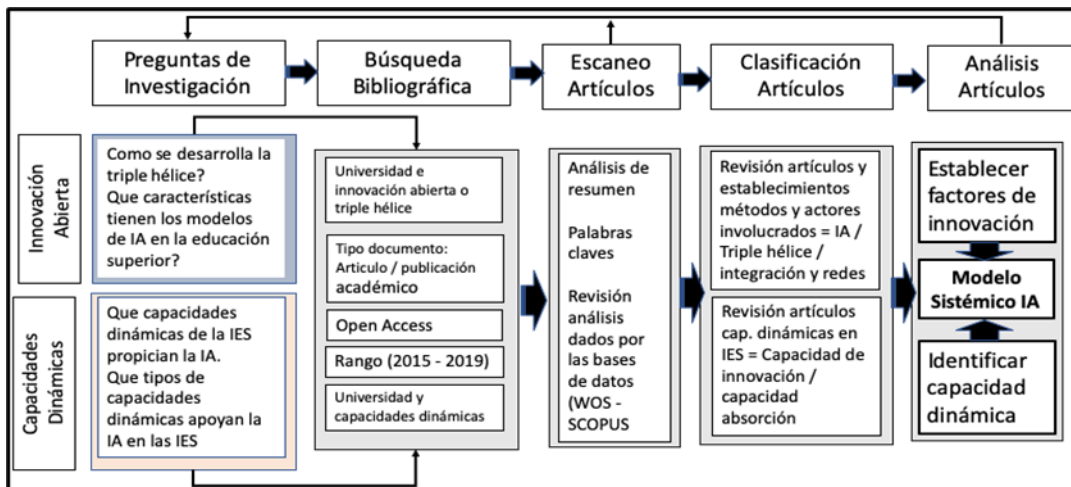 Preguntas de
Investigación
Búsqueda
Bibliográfica
Escaneo
Artículos
Clasificación
Artículos
Análisis
Artículos
Innovación
Abierta
Como se desarrolla la
triple hélice?
Que características
tienen los modelos
de IA en la educación
superior?
Capacidades
Dinámicas
Que capacidades
dinámicas de la IES
propician la IA.
Que tipos de
capacidades
dinámicas apoyan la
IA en las IES
Universidad e
innovación abierta o
triple hélice
Tipo documento:
Articulo / publicación
académico
Open Access
Rango (2015 - 2019)
Universidad y
capacidades dinámicas
Análisis de
resumen
Palabras
claves
Revisión
análisis
dados por
las bases
de datos
(WOS -
SCOPUS
Revisión artículos y
establecimientos
métodos y actores
involucrados = IA /
Triple hélice /
integración y redes
Revisión artículos
cap. dinámicas en
IES = Capacidad de
innovación /
capacidad
absorción
Establecer
factores de
innovación
Modelo
Sistémico IA
Identificar
capacidad
dinámica